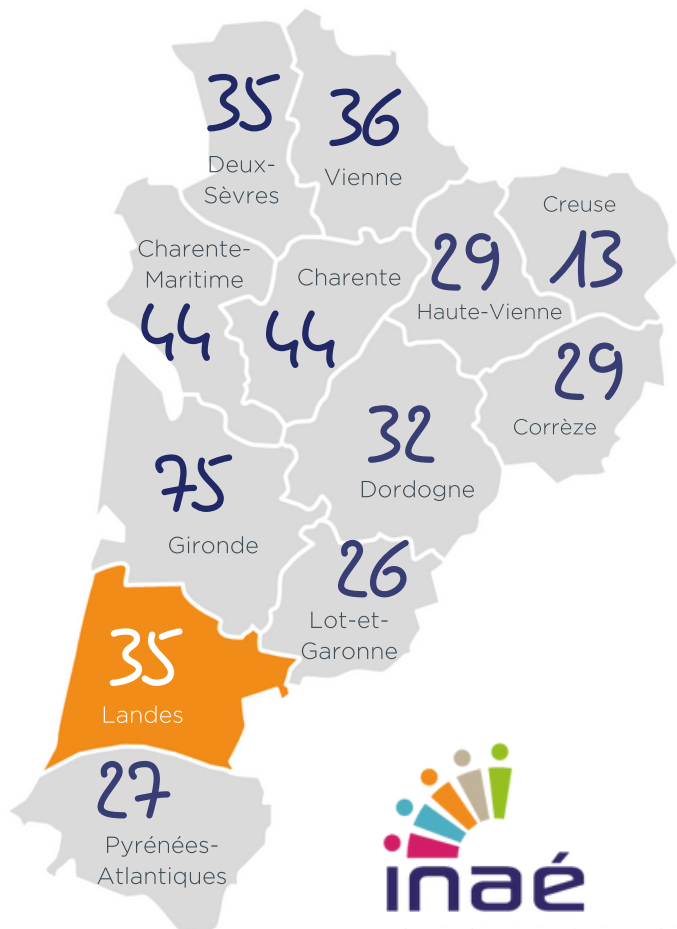 35
Deux-
Sèvres
36
Vienne
Creuse
13
Charente-
Maritime
44
Charente
44
29
Haute-Vienne
29
Corrèze
32
Dordogne
75
Gironde
26
Lot-et-
Garonne
35
Landes
27
Pyrénées-
Atlantiques
inaé